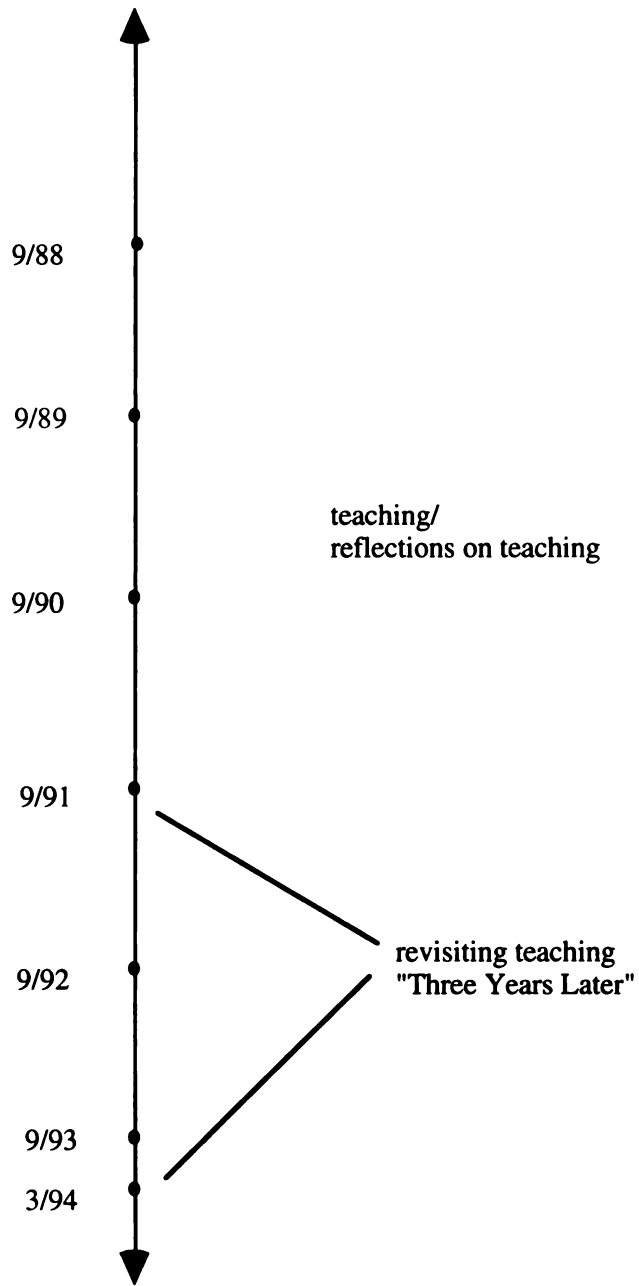 9/88
9/89
teaching/
reflections on teaching
9/90
9/91
revisiting teaching
"Three Years Later"
9/92
9/93
3/94